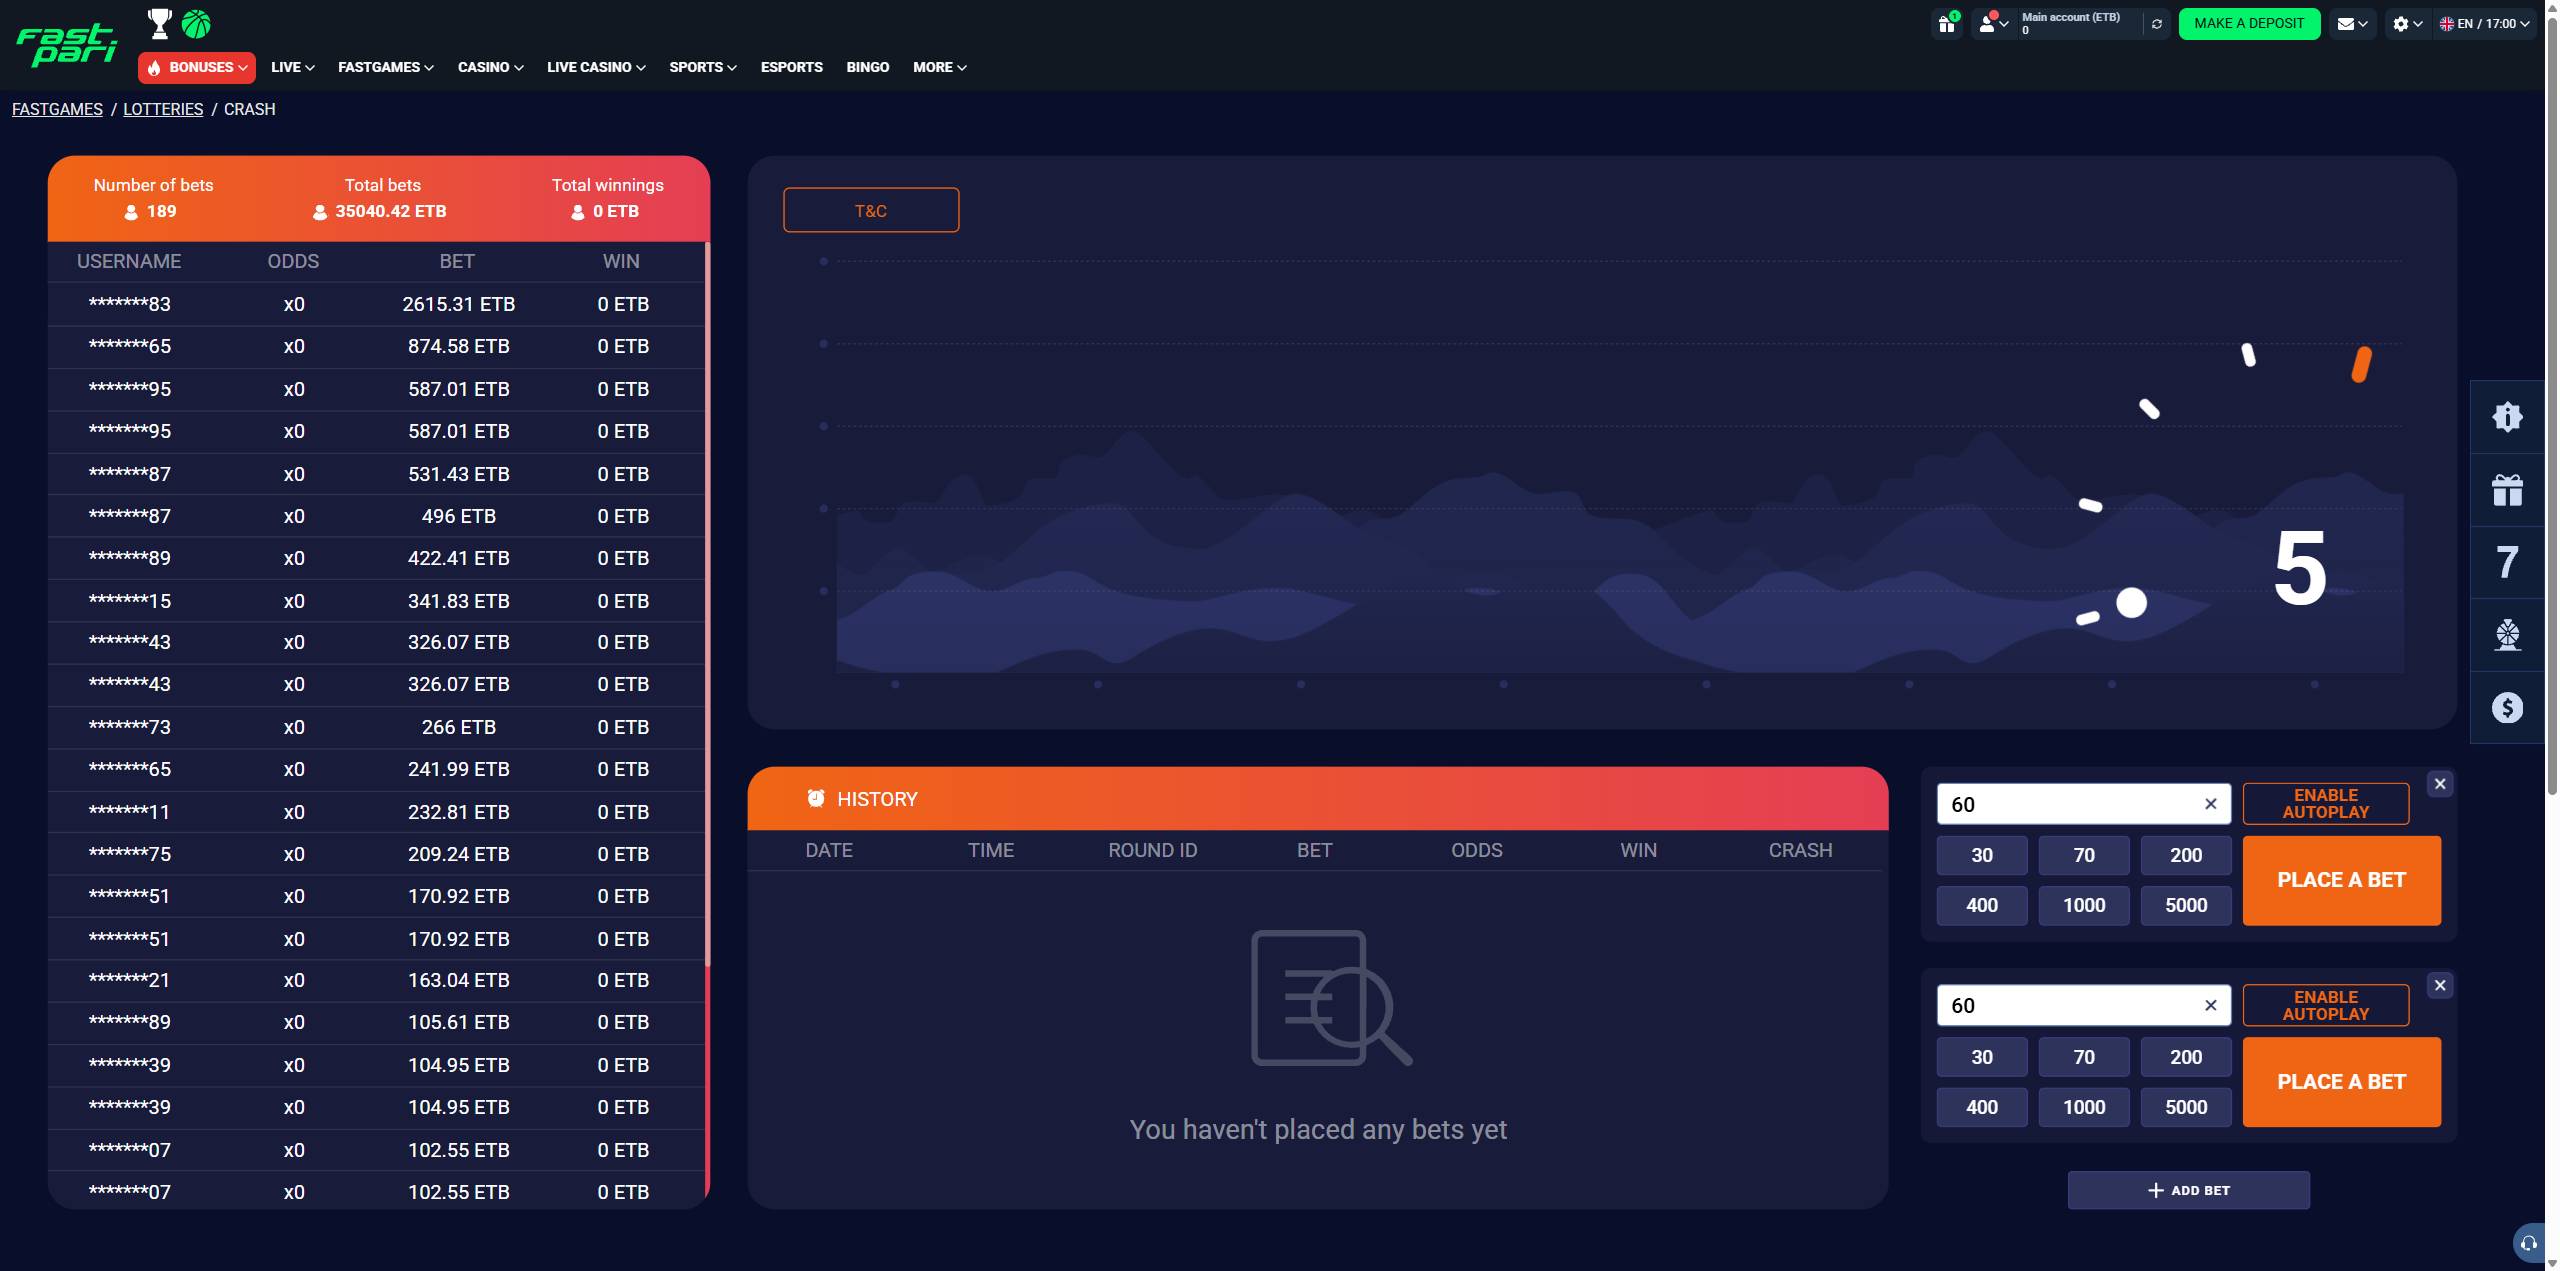 fast pari
BONUSES
LIVE
FASTGAMES
CASINO
LIVE CASINO
SPORTS
ESPORTS
BINGO
MORE
1
Main account (ETB)
0
MAKE A DEPOSIT
EN / 17:00
FASTGAMES / LOTTERIES / CRASH
Number of bets
189
Total bets
35040.42 ETB
Total winnings
0 ETB
USERNAME ODDS BET WIN
*******83 x0 2615.31 ETB 0 ETB
*******65 x0 874.58 ETB 0 ETB
*******95 x0 587.01 ETB 0 ETB
*******95 x0 587.01 ETB 0 ETB
*******87 x0 531.43 ETB 0 ETB
*******87 x0 496 ETB 0 ETB
*******89 x0 422.41 ETB 0 ETB
*******15 x0 341.83 ETB 0 ETB
*******43 x0 326.07 ETB 0 ETB
*******43 x0 326.07 ETB 0 ETB
*******73 x0 266 ETB 0 ETB
*******65 x0 241.99 ETB 0 ETB
*******11 x0 232.81 ETB 0 ETB
*******75 x0 209.24 ETB 0 ETB
*******51 x0 170.92 ETB 0 ETB
*******51 x0 170.92 ETB 0 ETB
*******21 x0 163.04 ETB 0 ETB
*******89 x0 105.61 ETB 0 ETB
*******39 x0 104.95 ETB 0 ETB
*******39 x0 104.95 ETB 0 ETB
*******07 x0 102.55 ETB 0 ETB
*******07 x0 102.55 ETB 0 ETB
T&C
5
7
HISTORY
DATE TIME ROUND ID BET ODDS WIN CRASH
You haven't placed any bets yet
60
ENABLE
AUTOPLAY
30 70 200
400 1000 5000
PLACE A BET
60
ENABLE
AUTOPLAY
30 70 200
400 1000 5000
PLACE A BET
ADD BET